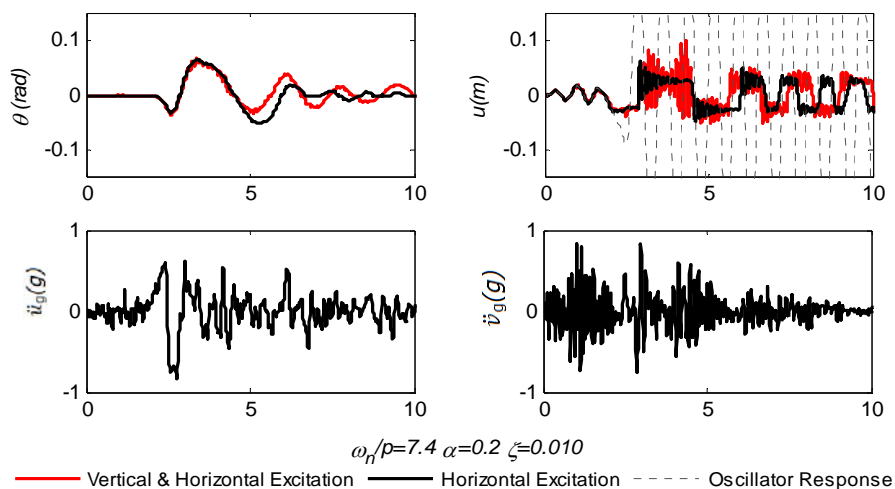 0.1
0
-0.1
θ (rad)
0 5 10
0.1
0
-0.1
u(m)
0 5 10
1
0
-1
ü_g(g)
0 5 10
1
0
-1
v̈_g(g)
0 5 10
ω_n/p=7.4 α=0.2 ζ=0.010
Vertical & Horizontal Excitation Horizontal Excitation Oscillator Response